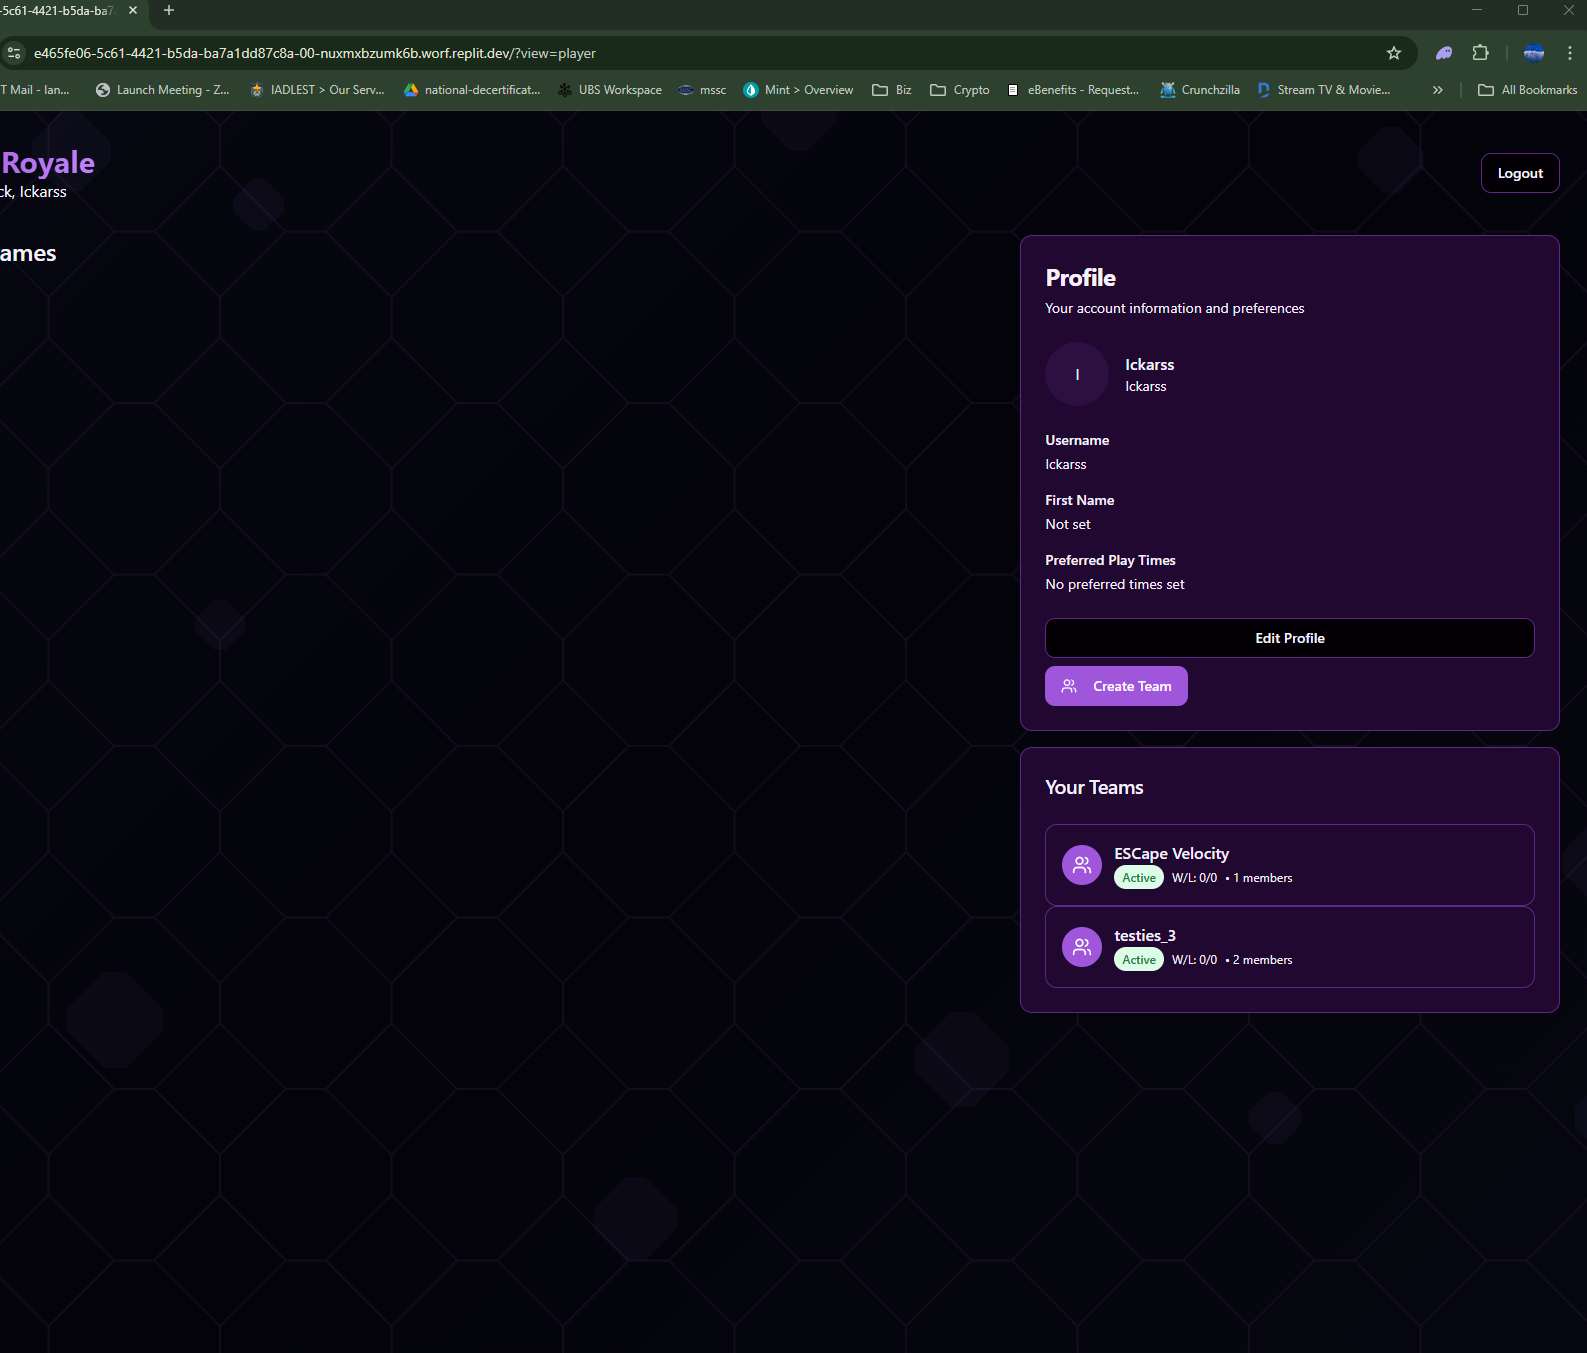 -5c61-4421-b5da-ba7
e465fe06-5c61-4421-b5da-ba7a1dd87c8a-00-nuxmxbzumk6b.worf.replit.dev/?view=player
T Mail - Ian... Launch Meeting - Z... IADLEST > Our Serv... national-decertificat... UBS Workspace mssc Mint > Overview Biz Crypto eBenefits - Request... Crunchzilla Stream TV & Movie... » All Bookmarks
Royale
ck, Ickarss
Logout
ames
Profile
Your account information and preferences
I
Ickarss
Ickarss
Username
Ickarss
First Name
Not set
Preferred Play Times
No preferred times set
Edit Profile
Create Team
Your Teams
ESCape Velocity
Active W/L: 0/0 • 1 members
testies_3
Active W/L: 0/0 • 2 members